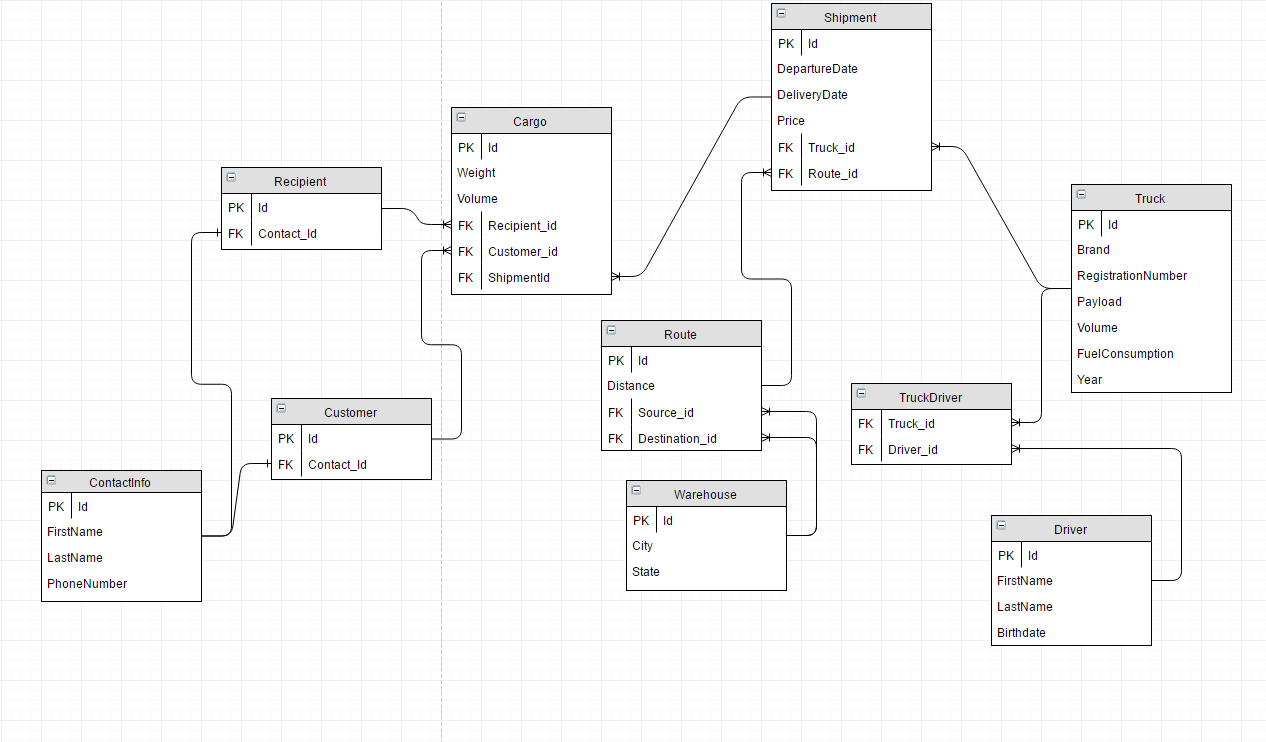 Shipment
PK Id
DepartureDate
DeliveryDate
Price
FK Truck_id
FK Route_id
Cargo
PK Id
Weight
Volume
FK Recipient_id
FK Customer_id
FK ShipmentId
Recipient
PK Id
FK Contact_Id
Truck
PK Id
Brand
RegistrationNumber
Payload
Volume
FuelConsumption
Year
Route
PK Id
Distance
FK Source_id
FK Destination_id
TruckDriver
FK Truck_id
FK Driver_id
Customer
PK Id
FK Contact_Id
ContactInfo
PK Id
FirstName
LastName
PhoneNumber
Warehouse
PK Id
City
State
Driver
PK Id
FirstName
LastName
Birthdate